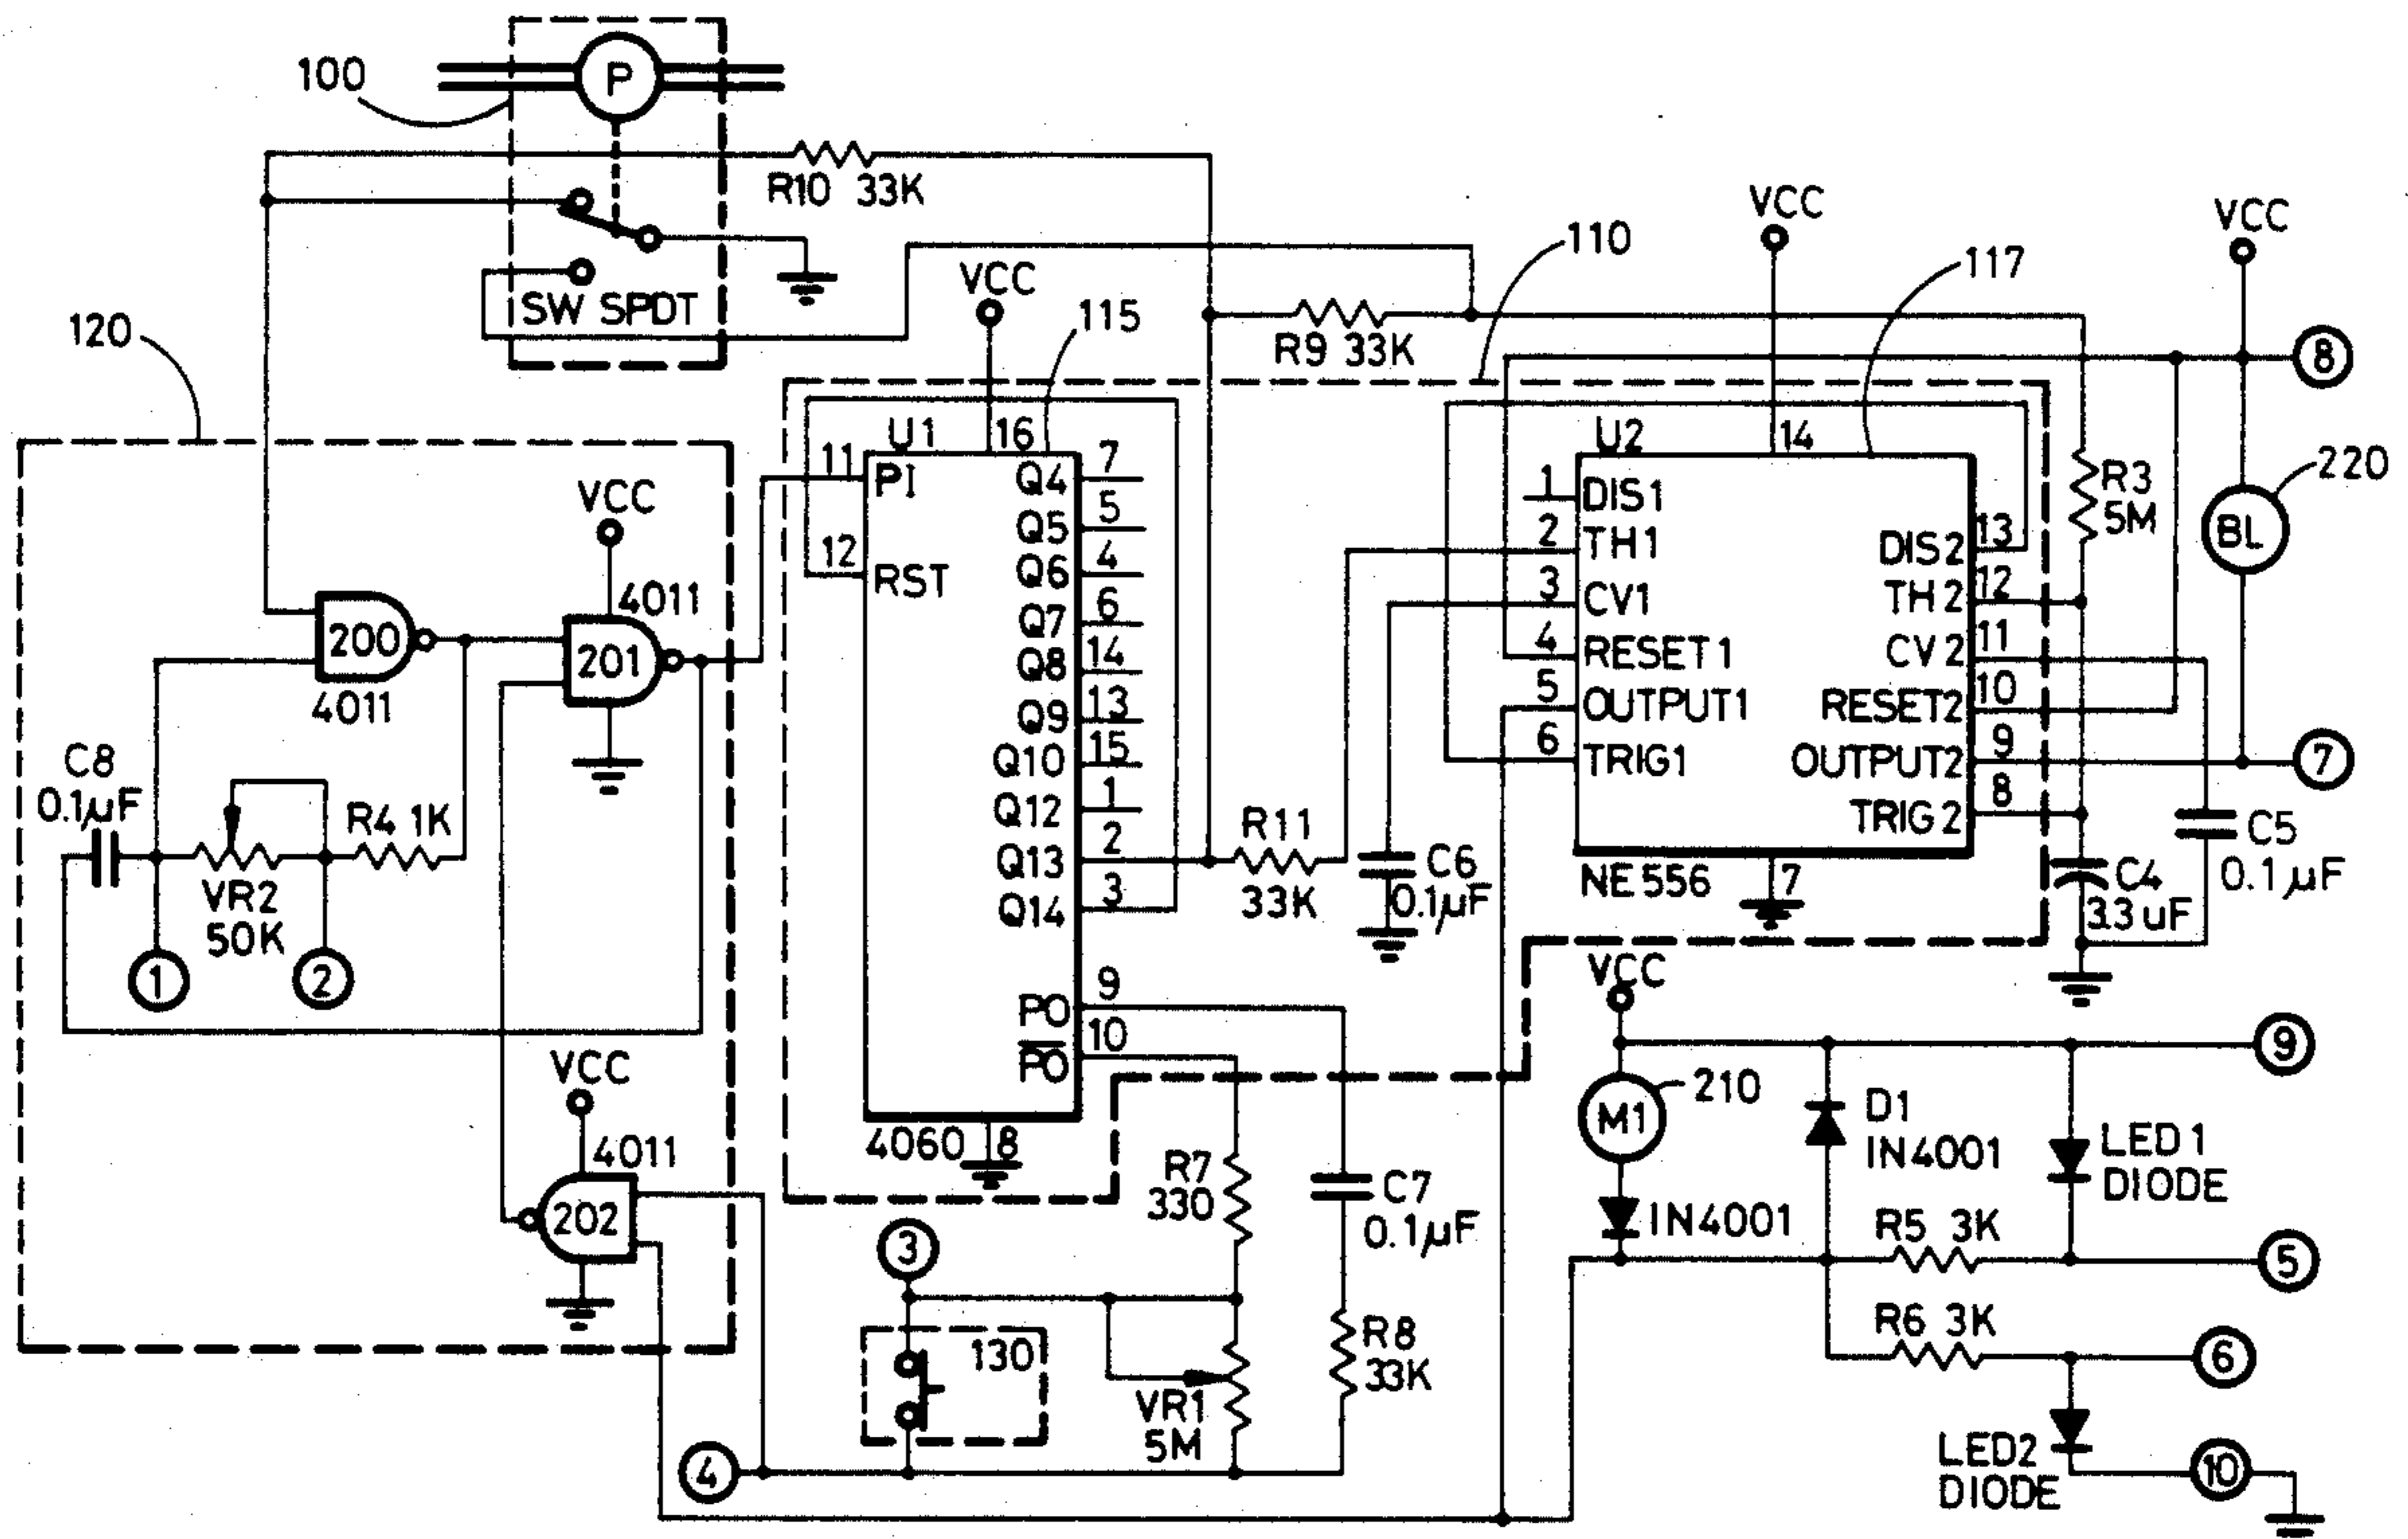 100
P
R10 33K
SW SPDT
VCC
115
R9 33K
110
VCC
117
VCC
8
120
VCC
4011
200
4011
201
C8
0.1µF
VR2
50K
R4 1K
1
2
VCC
4011
202
U1
16
11
PI
12
RST
Q4
7
Q5
5
Q6
4
Q7
6
Q8
14
Q9
13
Q10
15
Q12
1
Q13
2
Q14
3
PO
9
PO
10
4060
8
R11
33K
C6
0.1µF
U2
14
1
DIS1
2
TH1
3
CV1
4
RESET1
5
OUTPUT1
6
TRIG1
DIS2
13
TH2
12
CV2
11
RESET2
10
OUTPUT2
9
TRIG2
8
NE556
7
R3
5M
220
BL
7
C5
0.1µF
C4
33uF
R7
330
C7
0.1µF
3
130
VR1
5M
R8
33K
4
VCC
9
M1
210
IN4001
D1
IN4001
LED1
DIODE
R5 3K
5
R6 3K
6
LED2
DIODE
10